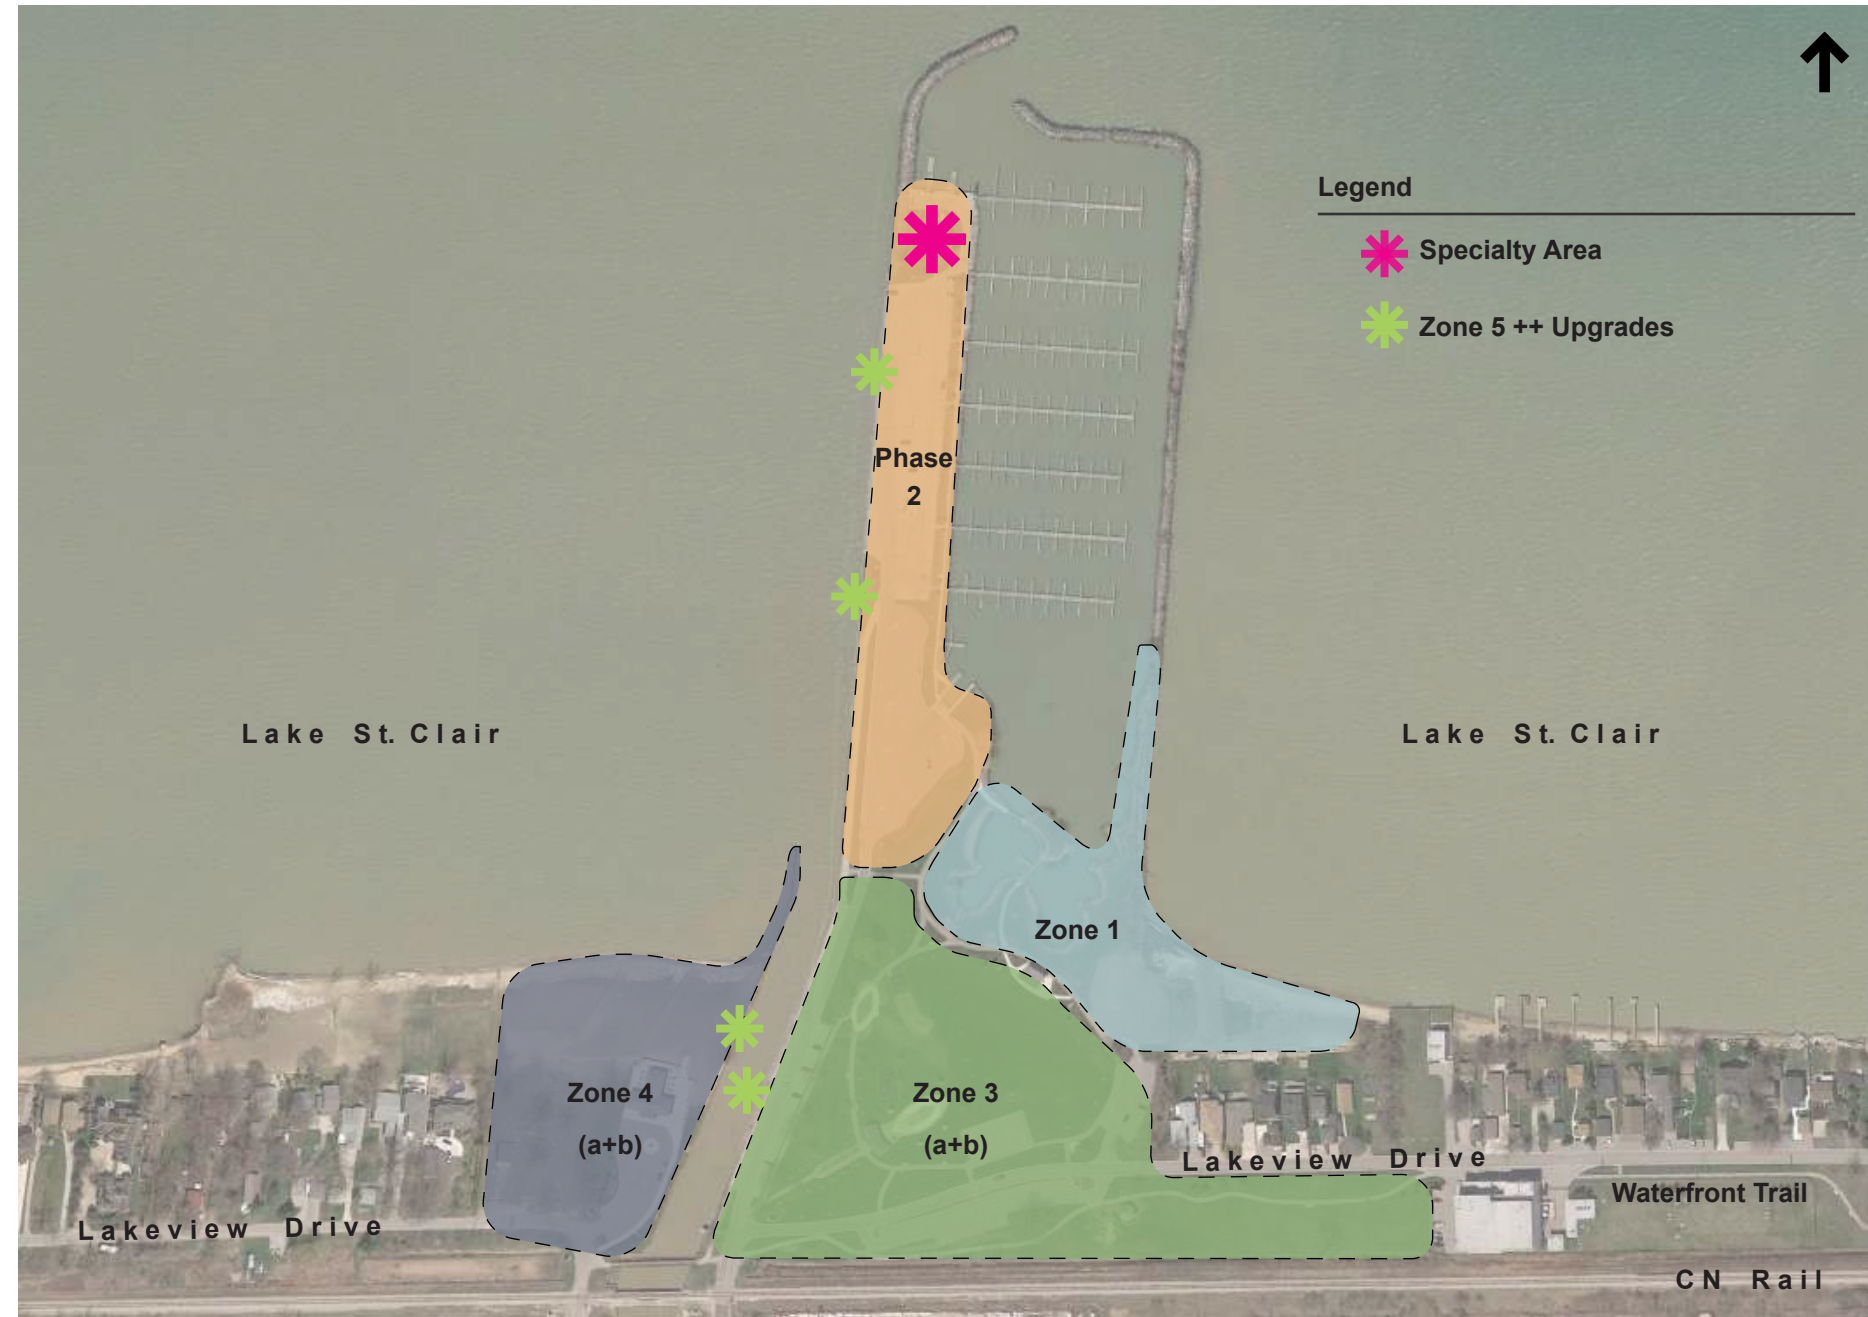 Legend
Specialty Area
Zone 5 ++ Upgrades
Phase
2
Lake St. Clair
Lake St. Clair
Zone 1
Zone 4
(a+b)
Zone 3
(a+b)
Lakeview Drive
Waterfront Trail
Lakeview Drive
CN Rail